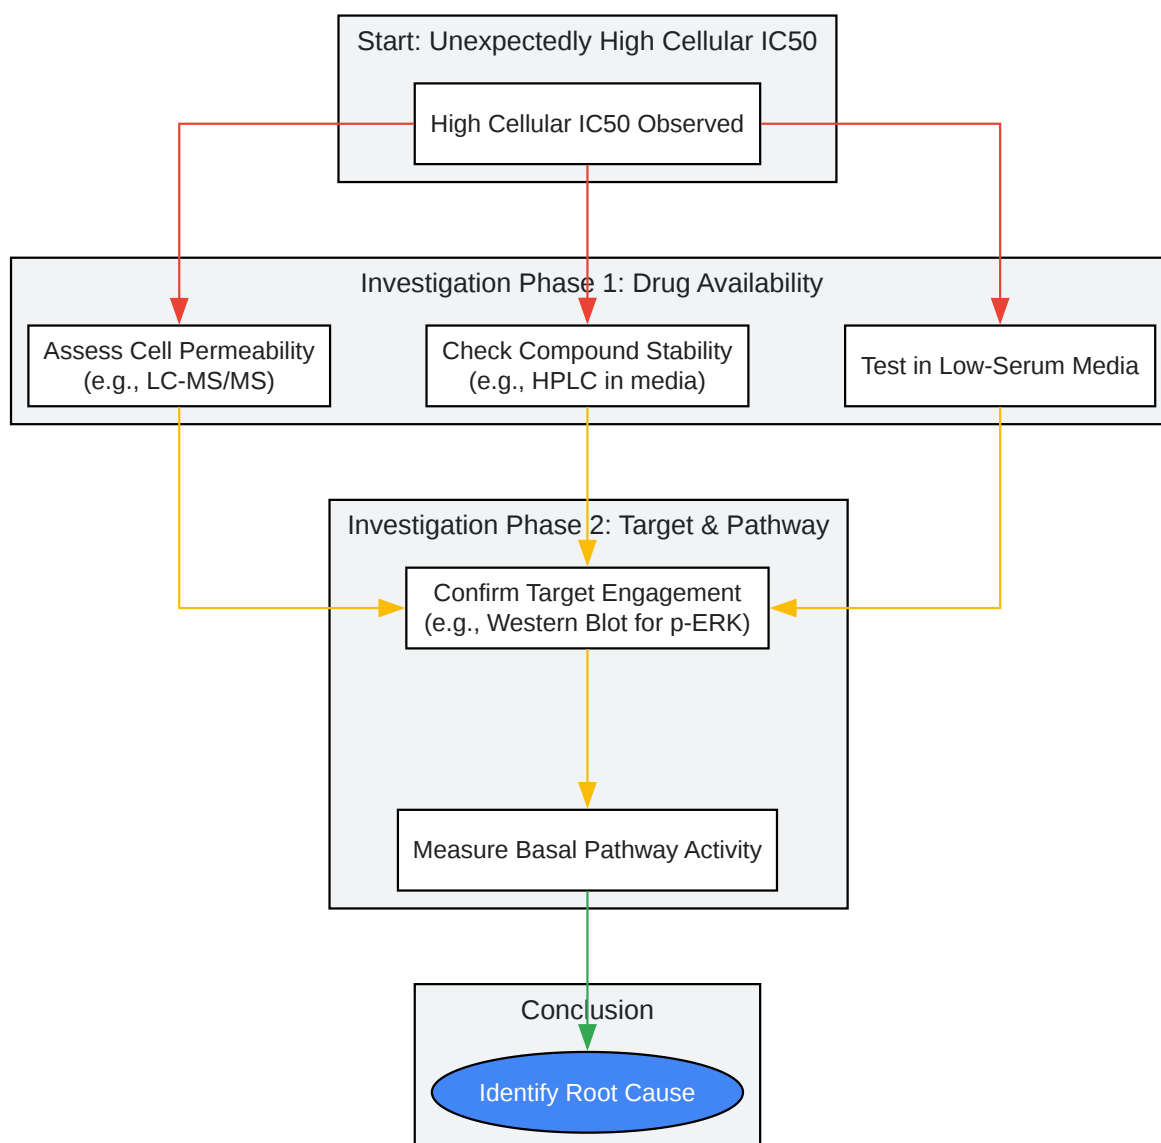 Start: Unexpectedly High Cellular IC50
High Cellular IC50 Observed
Investigation Phase 1: Drug Availability
Assess Cell Permeability
(e.g., LC-MS/MS)
Check Compound Stability
(e.g., HPLC in media)
Test in Low-Serum Media
Investigation Phase 2: Target & Pathway
Confirm Target Engagement
(e.g., Western Blot for p-ERK)
Measure Basal Pathway Activity
Conclusion
Identify Root Cause